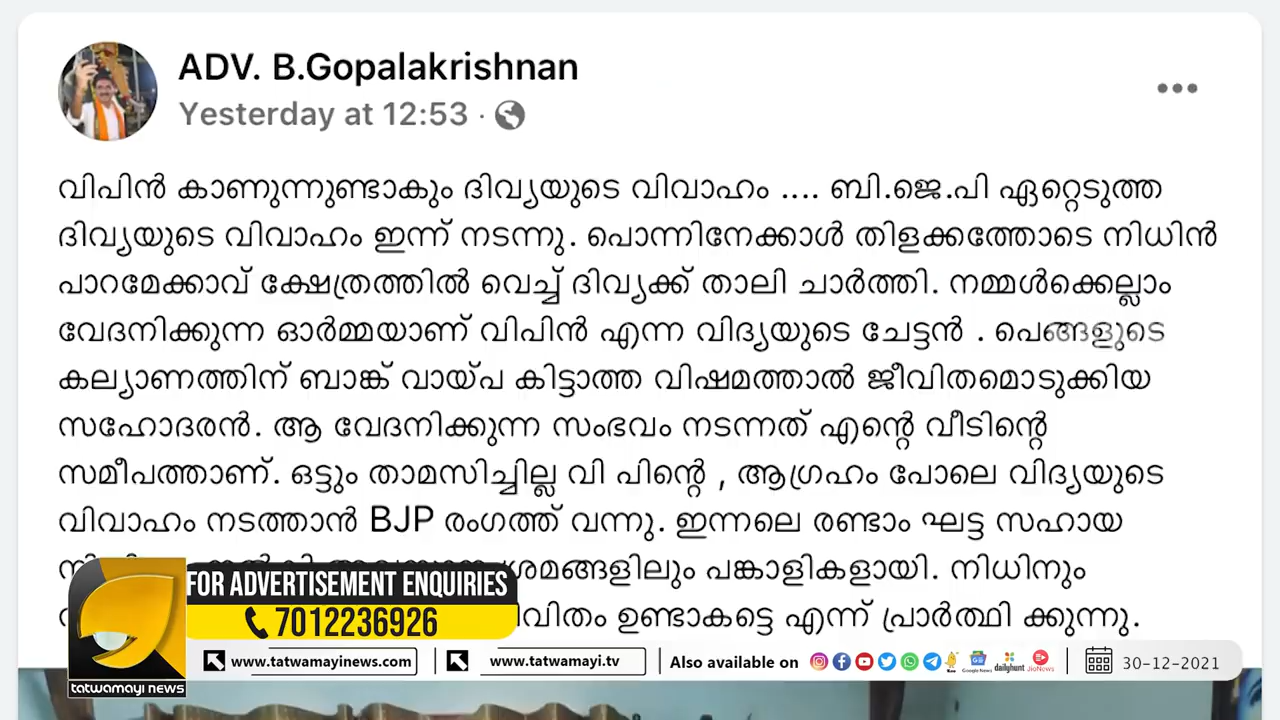 ADV. B.Gopalakrishnan
Yesterday at 12:53 ·
വിപിൻ കാണുന്നുണ്ടാകും ദിവ്യയുടെ വിവാഹം .... ബി.ജെ.പി ഏറ്റെടുത്ത
ദിവ്യയുടെ വിവാഹം ഇന്ന് നടന്നു. പൊന്നിനേക്കാൾ തിളക്കത്തോടെ നിധിൻ
പാറമേക്കാവ് ക്ഷേത്രത്തിൽ വെച്ച് ദിവ്യക്ക് താലി ചാർത്തി. നമ്മൾക്കെല്ലാം
വേദനിക്കുന്ന ഓർമ്മയാണ് വിപിൻ എന്ന വിദ്യയുടെ ചേട്ടൻ . പെങ്ങളുടെ
കല്യാണത്തിന് ബാങ്ക് വായ്പ കിട്ടാത്ത വിഷമത്താൽ ജീവിതമൊടുക്കിയ
സഹോദരൻ. ആ വേദനിക്കുന്ന സംഭവം നടന്നത് എന്റെ വീടിന്റെ
സമീപത്താണ്. ഒട്ടും താമസിച്ചില്ല വി പിന്റെ , ആഗ്രഹം പോലെ വിദ്യയുടെ
വിവാഹം നടത്താൻ BJP രംഗത്ത് വന്നു. ഇന്നലെ രണ്ടാം ഘട്ട സഹായ
പങ്കാളികളായി. നിധിനും
ഉണ്ടാകട്ടെ എന്ന് പ്രാർത്ഥി ക്കുന്നു.
FOR ADVERTISEMENT ENQUIRIES
7012236926
tatwamayi news
www.tatwamayinews.com
www.tatwamayi.tv
Also available on
Google News
dailyhunt
JioNews
30-12-2021